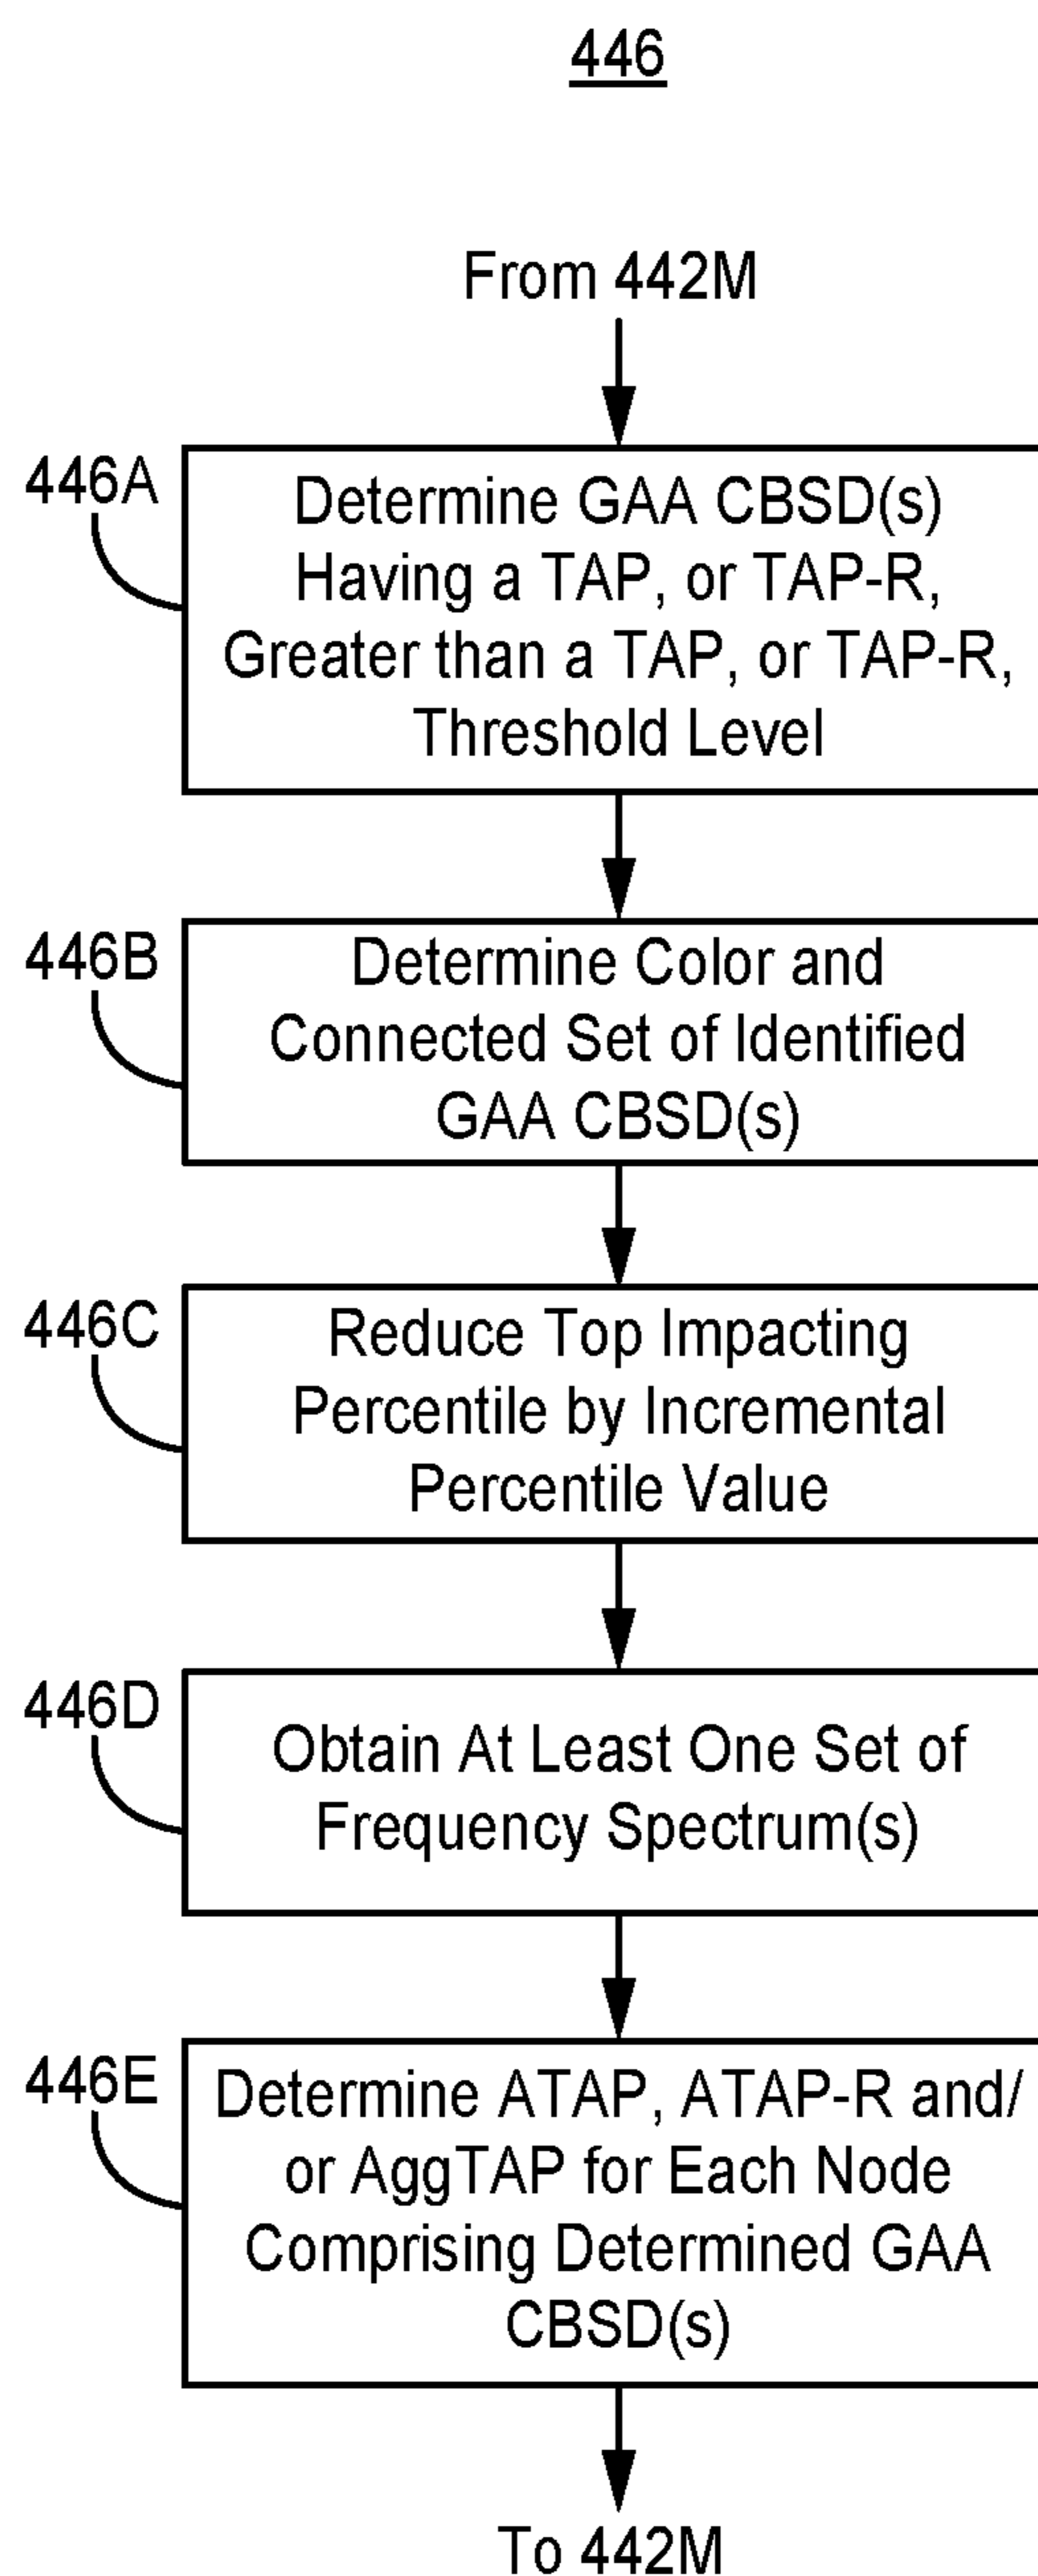 446
From 442M
446A
Determine GAA CBSD(s)
Having a TAP, or TAP-R,
Greater than a TAP, or TAP-R,
Threshold Level
446B
Determine Color and
Connected Set of Identified
GAA CBSD(s)
446C
Reduce Top Impacting
Percentile by Incremental
Percentile Value
446D
Obtain At Least One Set of
Frequency Spectrum(s)
446E
Determine ATAP, ATAP-R and/
or AggTAP for Each Node
Comprising Determined GAA
CBSD(s)
To 442M